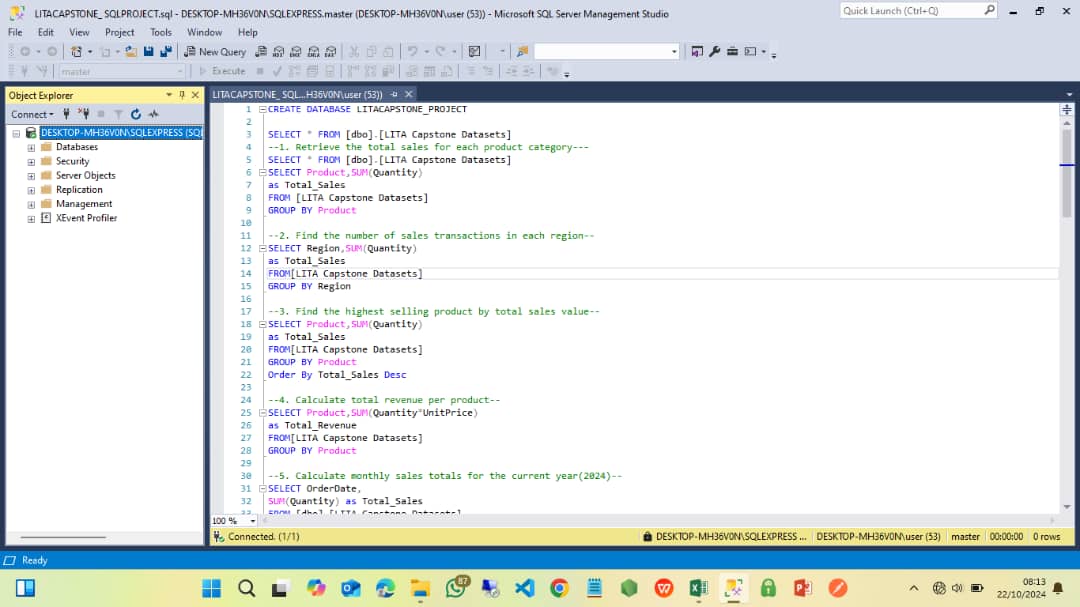 LITACAPSTONE_ SQLPROJECT.sql - DESKTOP-MH36V0N\SQLEXPRESS.master (DESKTOP-MH36V0N\user (53)) - Microsoft SQL Server Management Studio
Quick Launch (Ctrl+Q)
File Edit View Project Tools Window Help
New Query
master
Execute
Object Explorer
LITACAPSTONE_ SQL...H36V0N\user (53))
Connect
DESKTOP-MH36V0N\SQLEXPRESS (SQL
Databases
Security
Server Objects
Replication
Management
XEvent Profiler
1 CREATE DATABASE LITACAPSTONE_PROJECT
2
3 SELECT * FROM [dbo].[LITA Capstone Datasets]
4 --1. Retrieve the total sales for each product category---
5 SELECT * FROM [dbo].[LITA Capstone Datasets]
6 SELECT Product,SUM(Quantity)
7 as Total_Sales
8 FROM [LITA Capstone Datasets]
9 GROUP BY Product
10
11 --2. Find the number of sales transactions in each region--
12 SELECT Region,SUM(Quantity)
13 as Total_Sales
14 FROM[LITA Capstone Datasets]
15 GROUP BY Region
16
17 --3. Find the highest selling product by total sales value--
18 SELECT Product,SUM(Quantity)
19 as Total_Sales
20 FROM[LITA Capstone Datasets]
21 GROUP BY Product
22 Order By Total_Sales Desc
23
24 --4. Calculate total revenue per product--
25 SELECT Product,SUM(Quantity*UnitPrice)
26 as Total_Revenue
27 FROM[LITA Capstone Datasets]
28 GROUP BY Product
29
30 --5. Calculate monthly sales totals for the current year(2024)--
31 SELECT OrderDate,
32 SUM(Quantity) as Total_Sales
33 FROM [dbo].[LITA Capstone Datasets]
100 %
Connected. (1/1)
DESKTOP-MH36V0N\SQLEXPRESS ... DESKTOP-MH36V0N\user (53) master 00:00:00 0 rows
Ready
87
08:13
22/10/2024